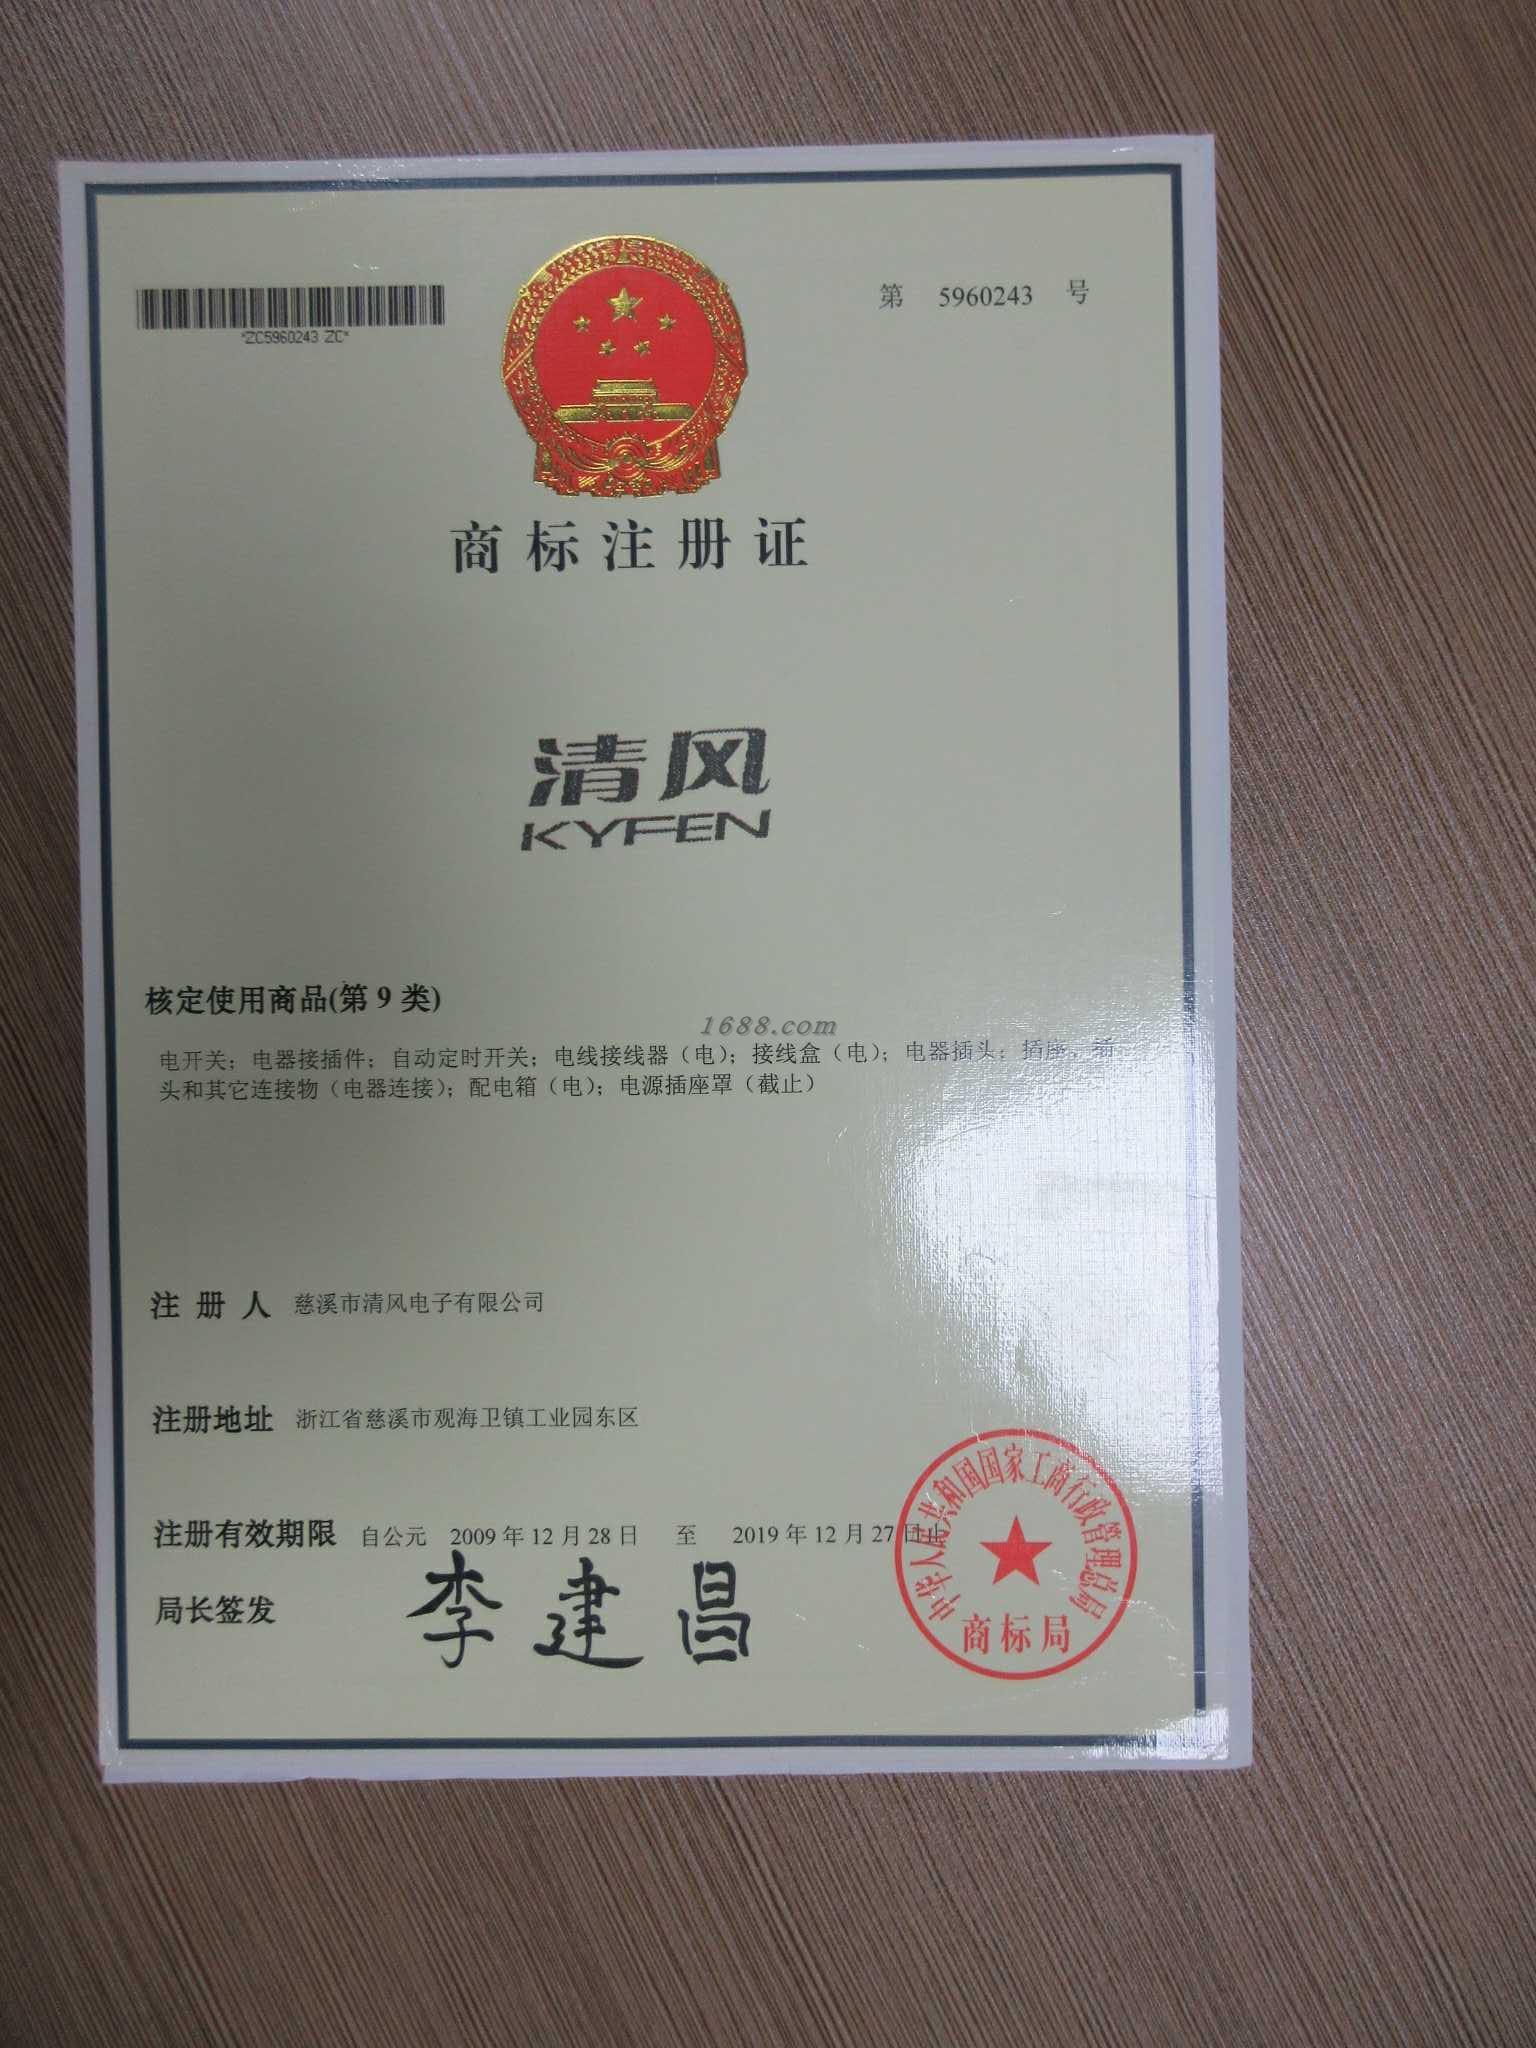 第 5960243 号
*ZC5960243 ZC*
商标注册证
清风
KYFEN
核定使用商品(第 9 类)
1688.com
电开关；电器接插件；自动定时开关；电线接线器（电）；接线盒（电）；电器插头；插座、插
头和其它连接物（电器连接）；配电箱（电）；电源插座罩（截止）
注 册 人 慈溪市清风电子有限公司
注册地址 浙江省慈溪市观海卫镇工业园东区
注册有效期限 自公元 2009 年 12 月 28 日 至 2019 年 12 月 27 日止
局长签发 李建昌
中华人民共和国国家工商行政管理总局
商标局